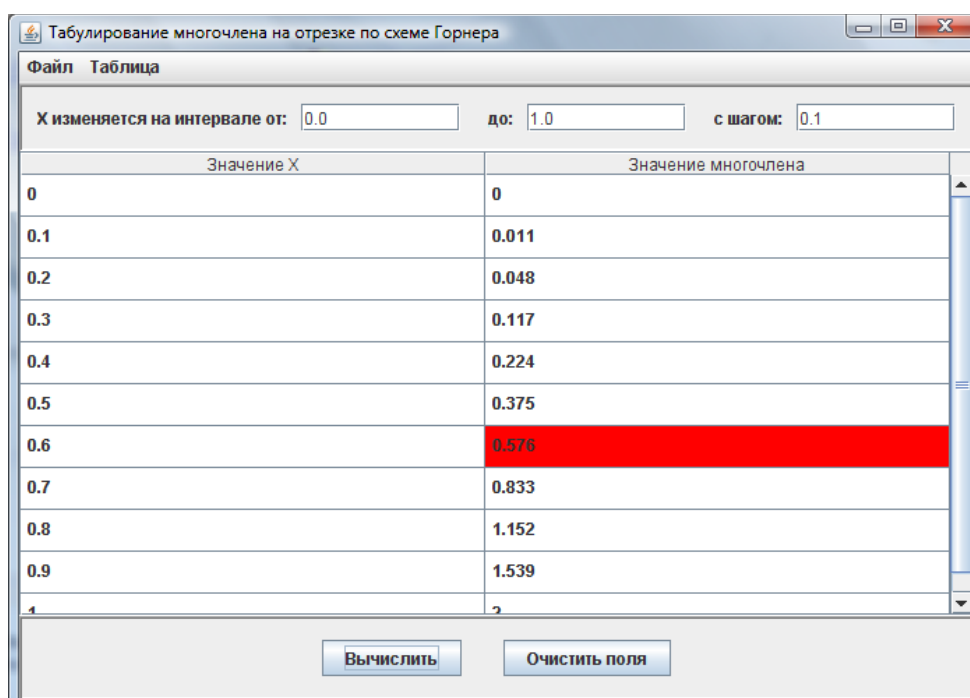 Табулирование многочлена на отрезке по схеме Горнера
Файл Таблица
X изменяется на интервале от: 0.0 до: 1.0 с шагом: 0.1
Значение X Значение многочлена
0 0
0.1 0.011
0.2 0.048
0.3 0.117
0.4 0.224
0.5 0.375
0.6 0.576
0.7 0.833
0.8 1.152
0.9 1.539
1 2
Вычислить Очистить поля